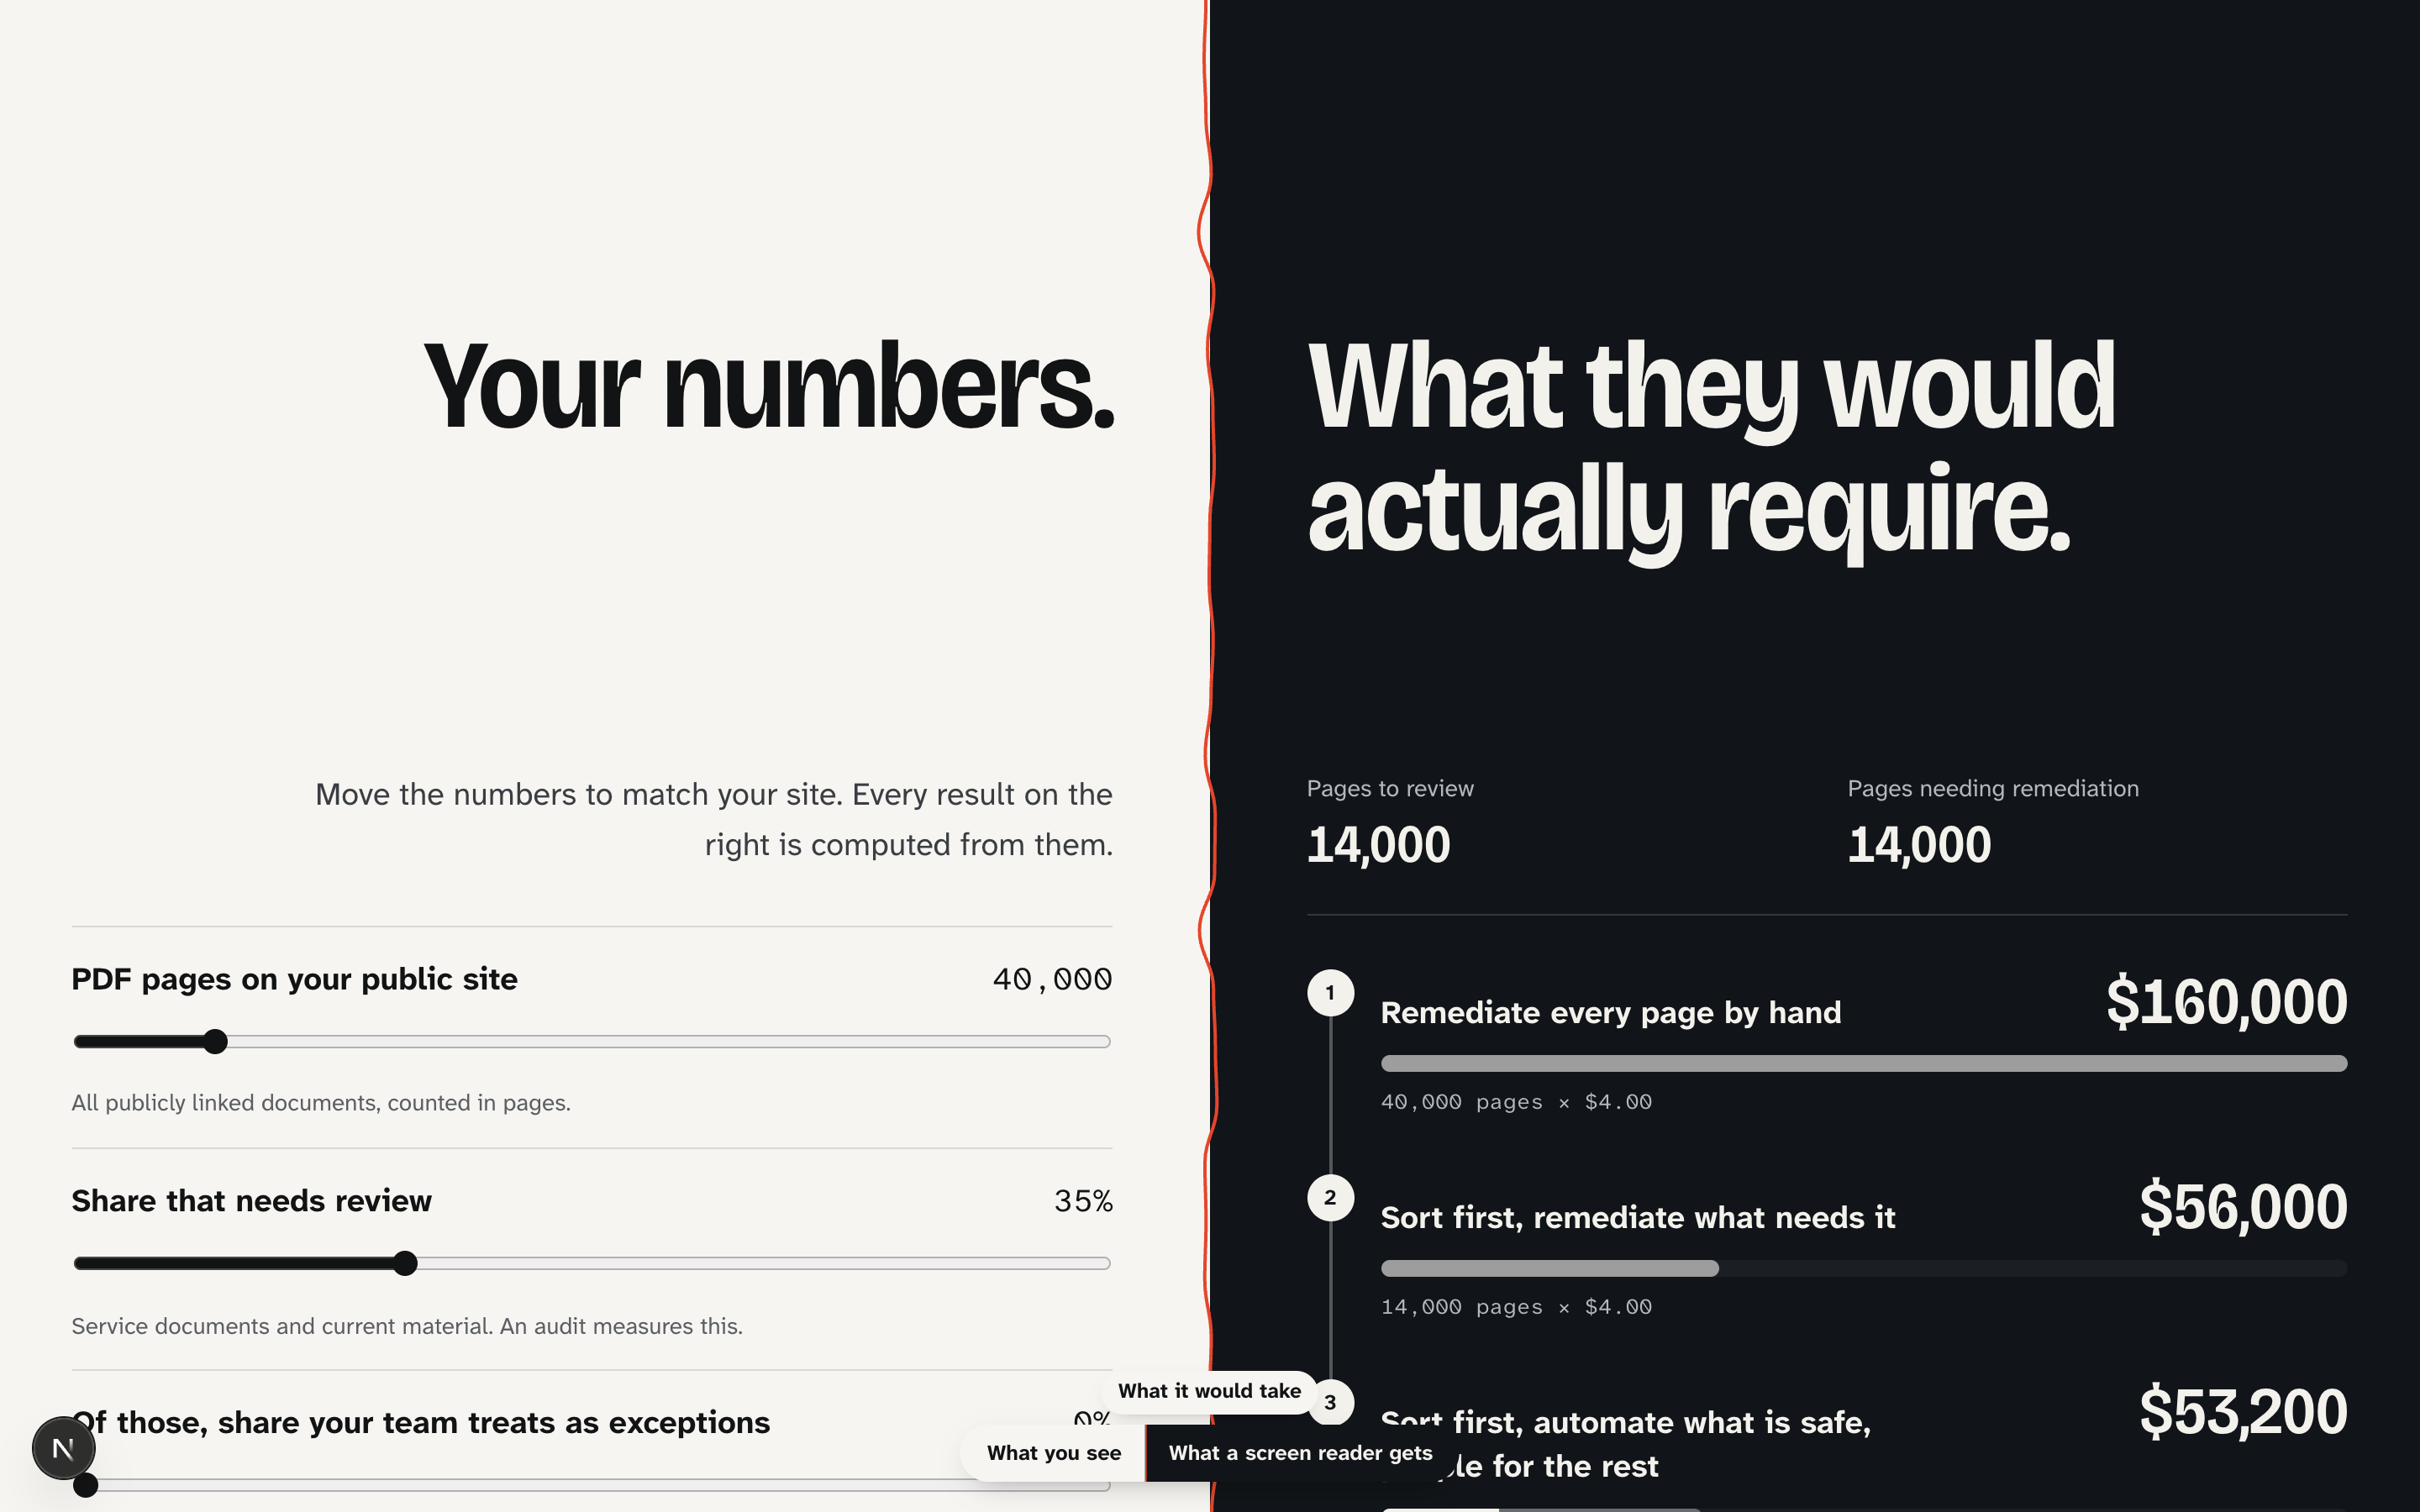 Your numbers.
What they would
actually require.
Move the numbers to match your site. Every result on the
right is computed from them.
PDF pages on your public site 40,000
All publicly linked documents, counted in pages.
Share that needs review 35%
Service documents and current material. An audit measures this.
Of those, share your team treats as exceptions 0%
Pages to review
14,000
Pages needing remediation
14,000
1
Remediate every page by hand $160,000
40,000 pages × $4.00
2
Sort first, remediate what needs it $56,000
14,000 pages × $4.00
3
Sort first, automate what is safe, $53,200
for the rest
What it would take
What you see
What a screen reader gets
N